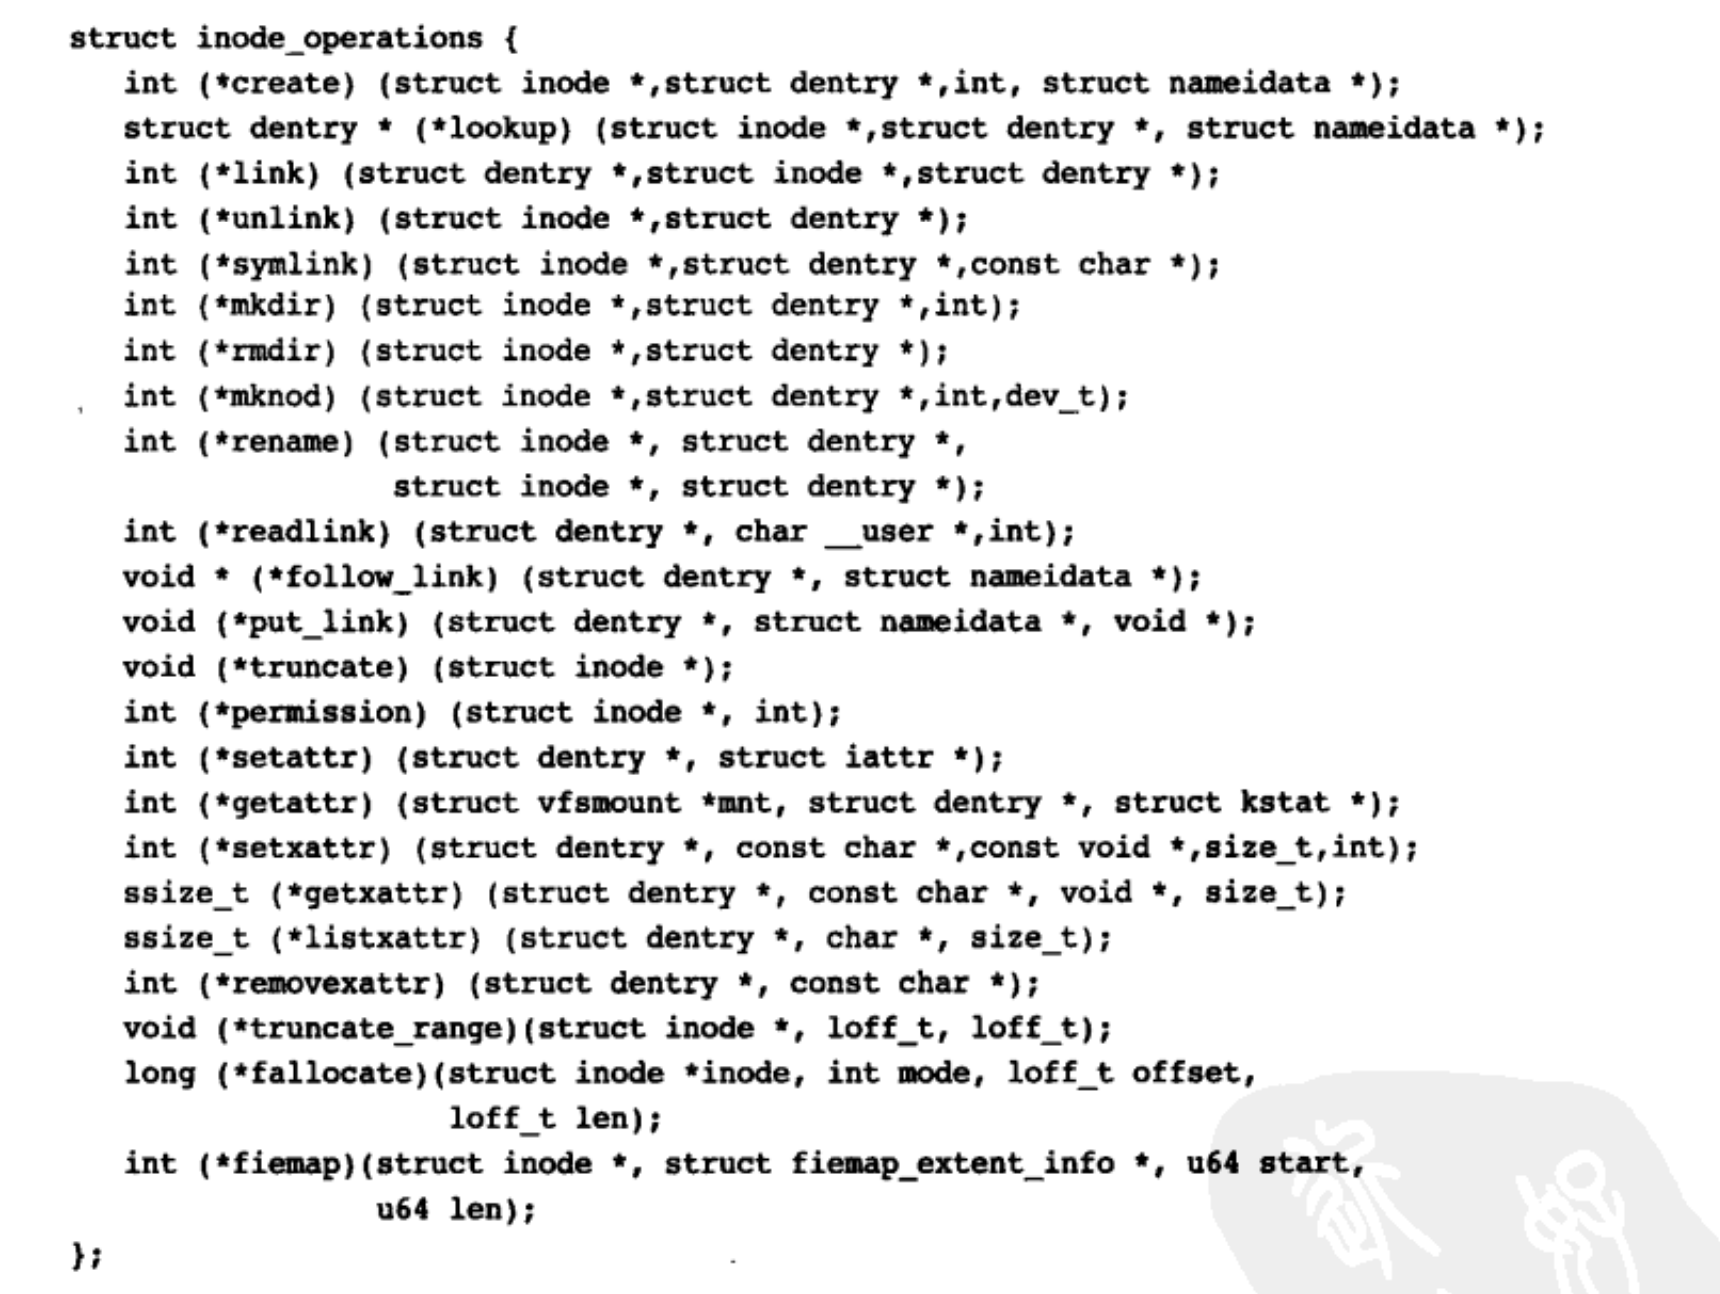 struct inode_operations {
int (*create) (struct inode *,struct dentry *,int, struct nameidata *);
struct dentry * (*lookup) (struct inode *,struct dentry *, struct nameidata *);
int (*link) (struct dentry *,struct inode *,struct dentry *);
int (*unlink) (struct inode *,struct dentry *);
int (*symlink) (struct inode *,struct dentry *,const char *);
int (*mkdir) (struct inode *,struct dentry *,int);
int (*rmdir) (struct inode *,struct dentry *);
int (*mknod) (struct inode *,struct dentry *,int,dev_t);
int (*rename) (struct inode *, struct dentry *,
struct inode *, struct dentry *);
int (*readlink) (struct dentry *, char __user *,int);
void * (*follow_link) (struct dentry *, struct nameidata *);
void (*put_link) (struct dentry *, struct nameidata *, void *);
void (*truncate) (struct inode *);
int (*permission) (struct inode *, int);
int (*setattr) (struct dentry *, struct iattr *);
int (*getattr) (struct vfsmount *mnt, struct dentry *, struct kstat *);
int (*setxattr) (struct dentry *, const char *,const void *,size_t,int);
ssize_t (*getxattr) (struct dentry *, const char *, void *, size_t);
ssize_t (*listxattr) (struct dentry *, char *, size_t);
int (*removexattr) (struct dentry *, const char *);
void (*truncate_range)(struct inode *, loff_t, loff_t);
long (*fallocate)(struct inode *inode, int mode, loff_t offset,
loff_t len);
int (*fiemap)(struct inode *, struct fiemap_extent_info *, u64 start,
u64 len);
};